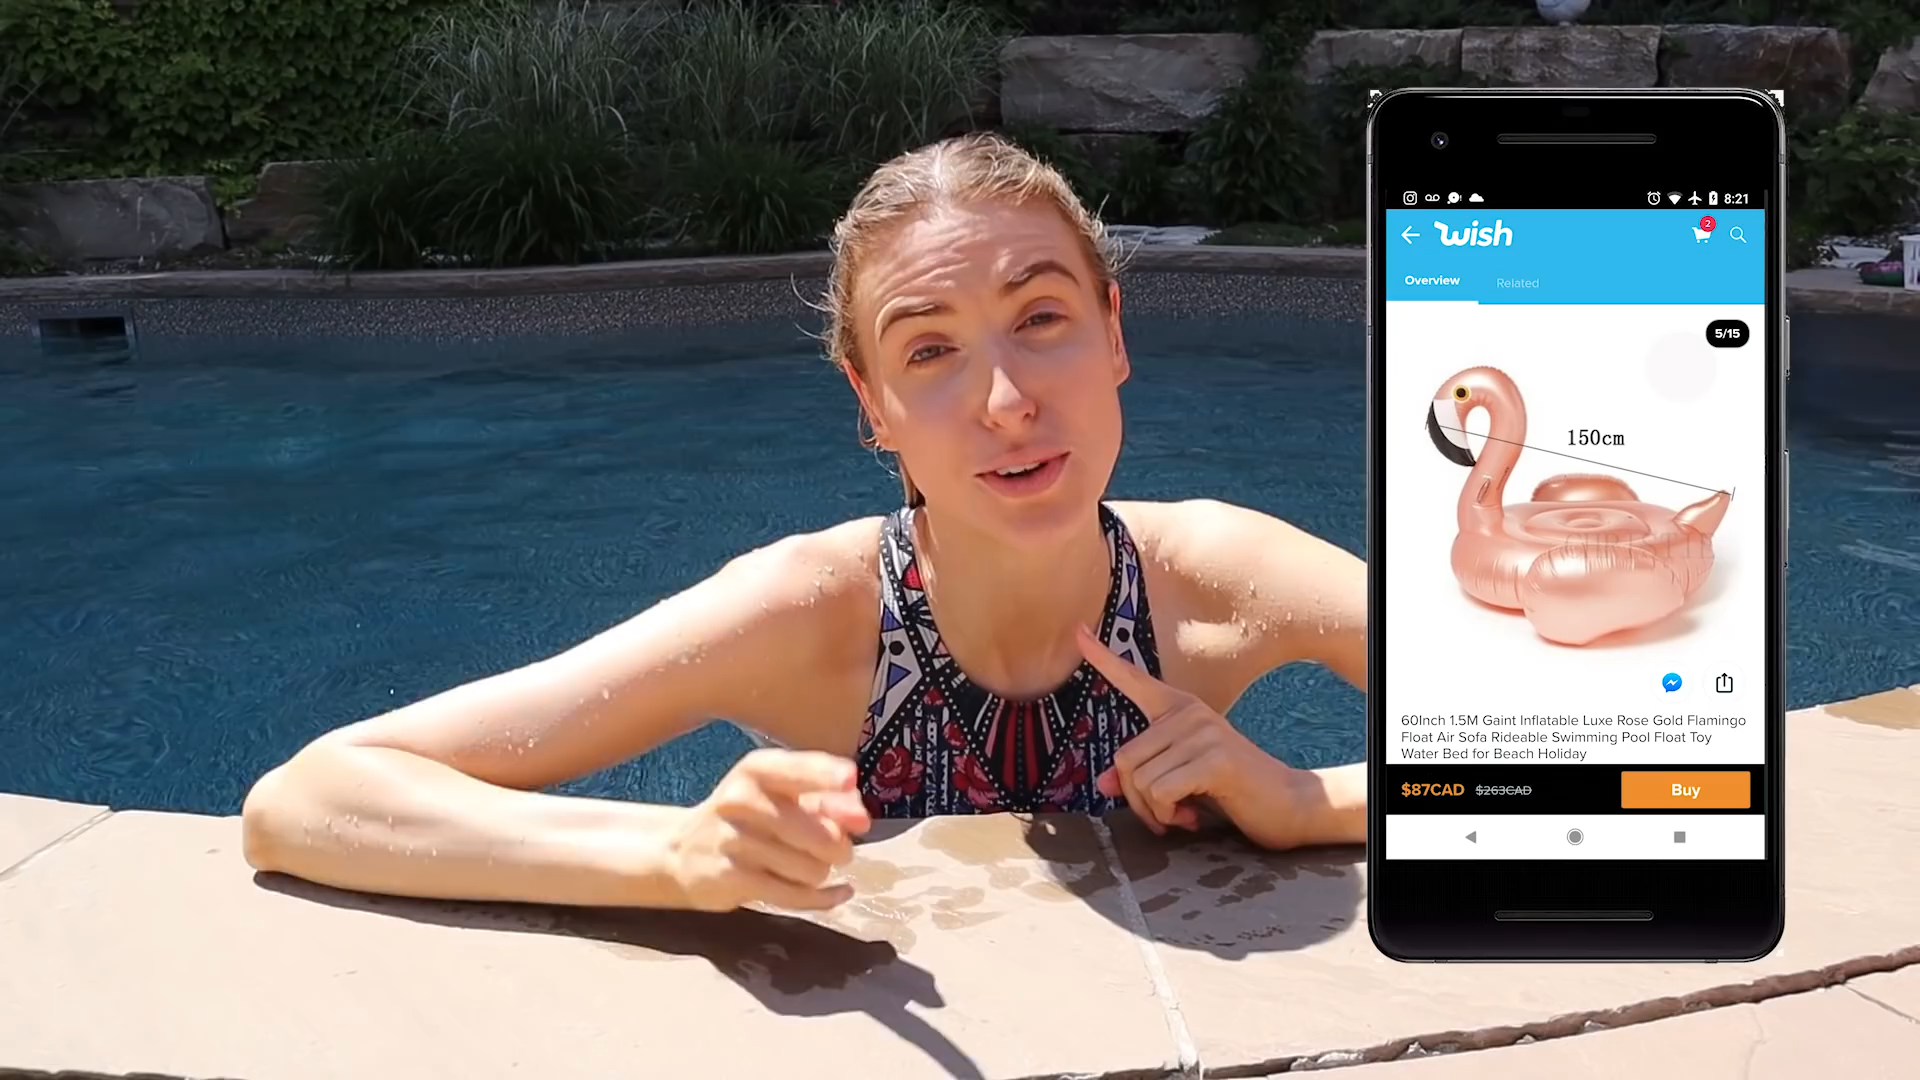 8:21
wish
2
Overview
Related
5/15
150cm
60Inch 1.5M Gaint Inflatable Luxe Rose Gold Flamingo
Float Air Sofa Rideable Swimming Pool Float Toy
Water Bed for Beach Holiday
$87CAD $263CAD
Buy